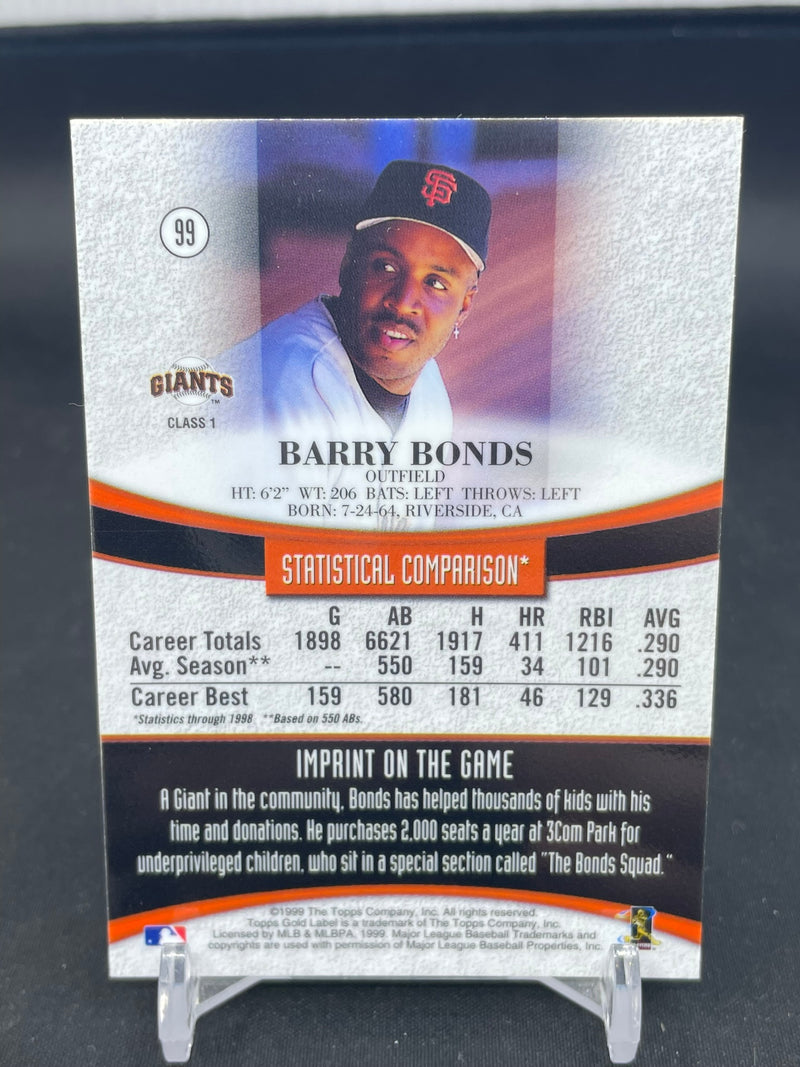 SF
99
GIANTS™
CLASS 1
BARRY BONDS
OUTFIELD
HT: 6'2" WT: 206 BATS: LEFT THROWS: LEFT
BORN: 7-24-64, RIVERSIDE, CA
STATISTICAL COMPARISON*
G AB H HR RBI AVG
Career Totals 1898 6621 1917 411 1216 .290
Avg. Season** -- 550 159 34 101 .290
Career Best 159 580 181 46 129 .336
*Statistics through 1998 **Based on 550 ABs.
IMPRINT ON THE GAME
A Giant in the community, Bonds has helped thousands of kids with his
time and donations. He purchases 2,000 seats a year at 3Com Park for
underprivileged children, who sit in a special section called "The Bonds Squad."
©1999 The Topps Company, Inc. All rights reserved.
Topps Gold Label is a trademark of The Topps Company, Inc.
Licensed by MLB & MLBPA, 1999. Major League Baseball Trademarks and
copyrights are used with permission of Major League Baseball Properties, Inc.